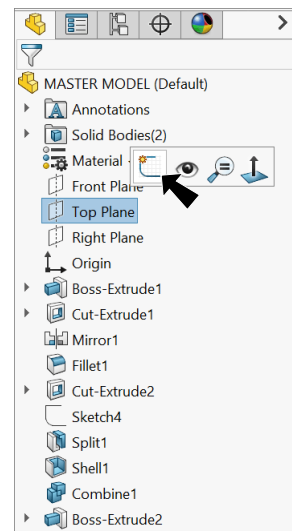 MASTER MODEL (Default)
Annotations
Solid Bodies(2)
Material
Front Plane
Top Plane
Right Plane
Origin
Boss-Extrude1
Cut-Extrude1
Mirror1
Fillet1
Cut-Extrude2
Sketch4
Split1
Shell1
Combine1
Boss-Extrude2